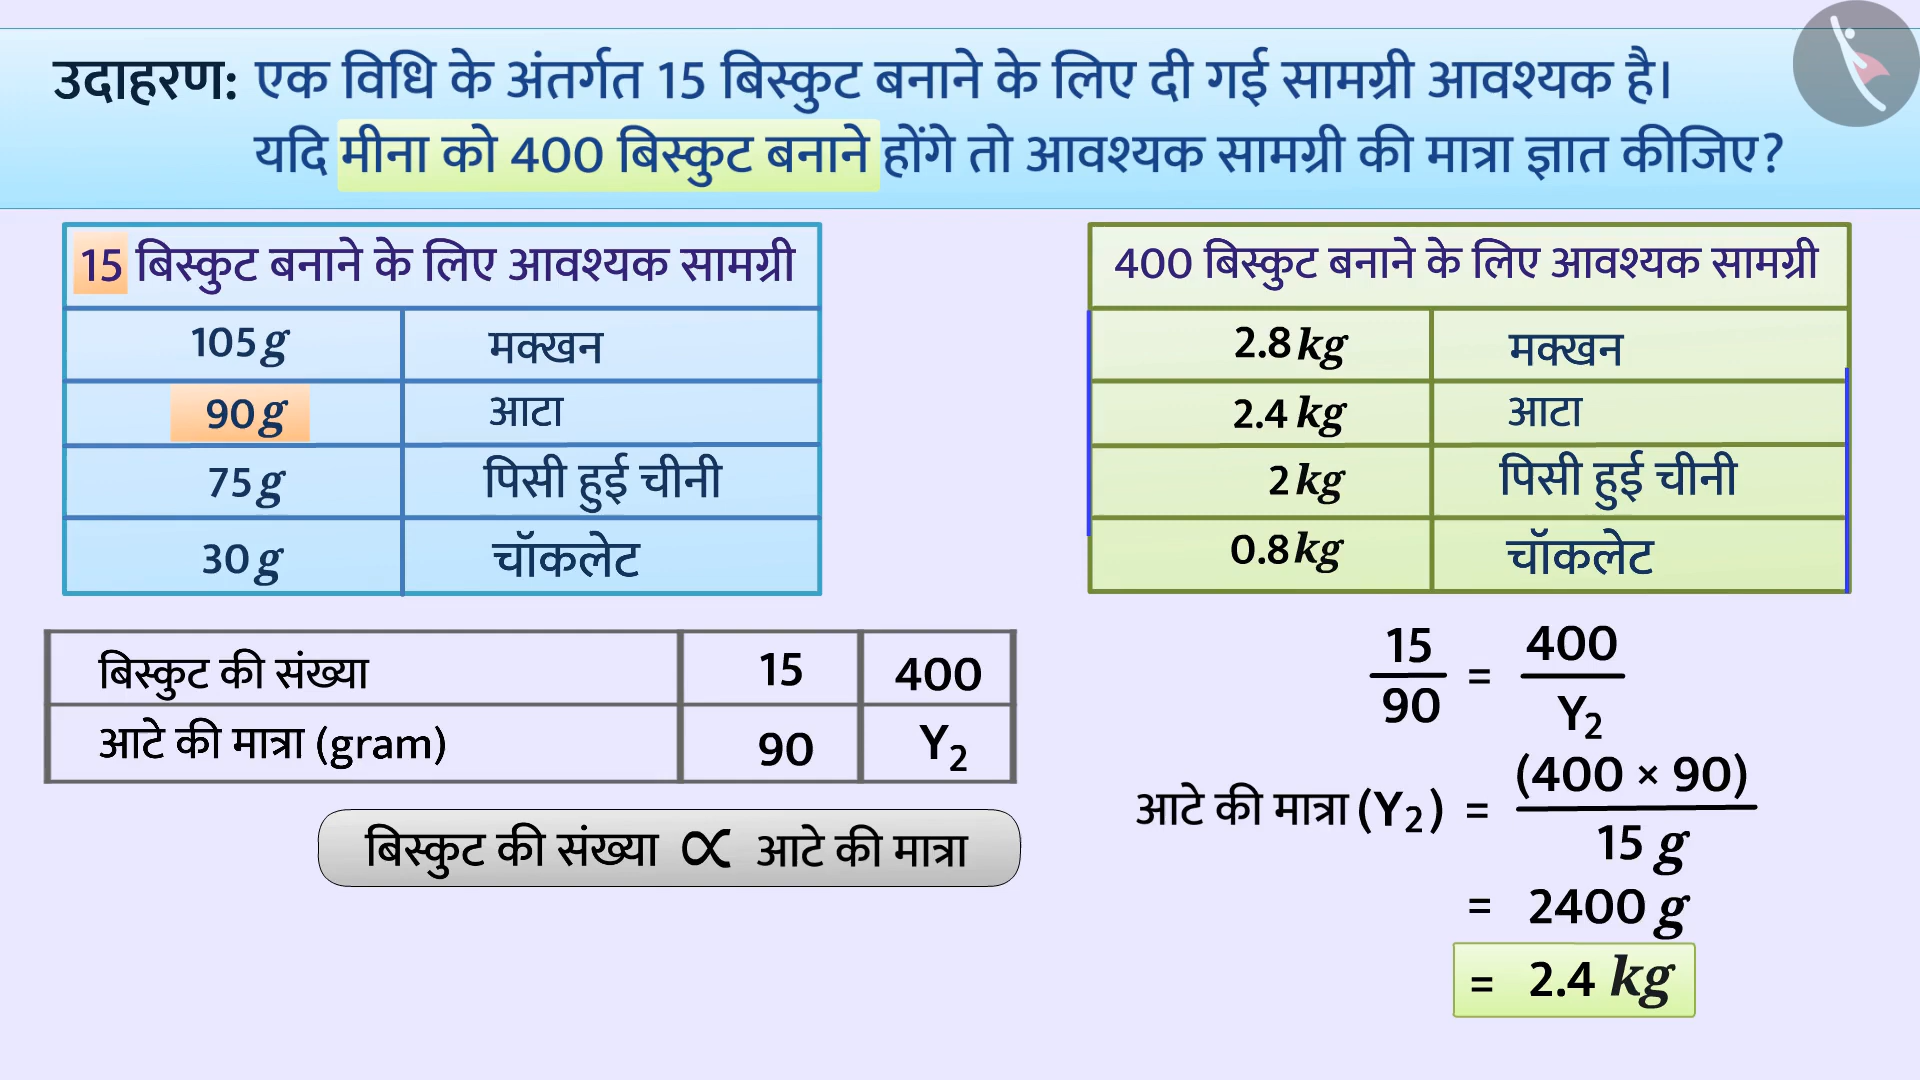 उदाहरण: एक विधि के अंतर्गत 15 बिस्कुट बनाने के लिए दी गई सामग्री आवश्यक है।
यदि मीना को 400 बिस्कुट बनाने होंगे तो आवश्यक सामग्री की मात्रा ज्ञात कीजिए?
15 बिस्कुट बनाने के लिए आवश्यक सामग्री
105 g मक्खन
90 g आटा
75 g पिसी हुई चीनी
30 g चॉकलेट
400 बिस्कुट बनाने के लिए आवश्यक सामग्री
2.8 kg मक्खन
2.4 kg आटा
2 kg पिसी हुई चीनी
0.8 kg चॉकलेट
बिस्कुट की संख्या 15 400
आटे की मात्रा (gram) 90 Y₂
बिस्कुट की संख्या ∝ आटे की मात्रा
15/90 = 400/Y₂
आटे की मात्रा (Y₂) = (400 × 90)/15 g
= 2400 g
= 2.4 kg